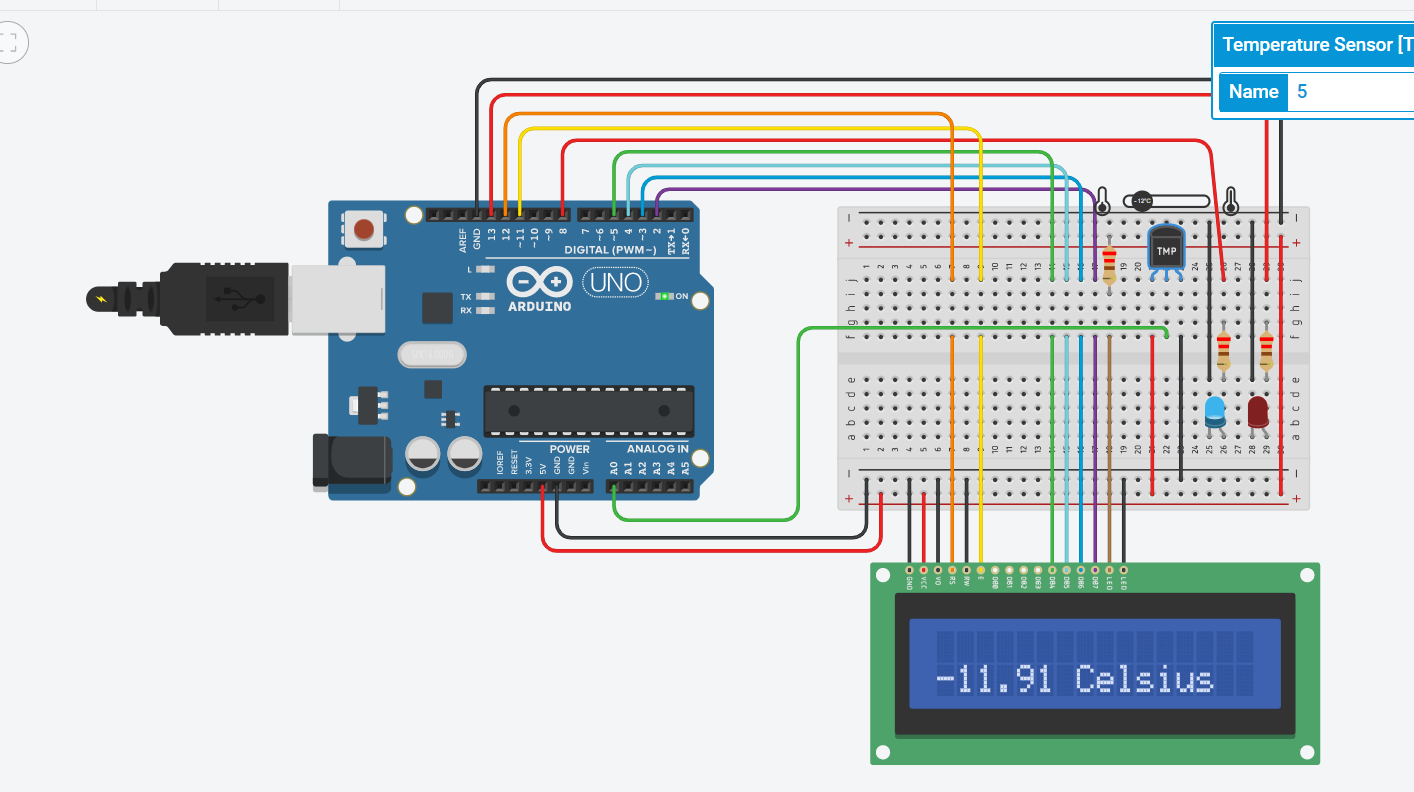 Temperature Sensor [T
Name 5
AREF
GND
13
12
~11
~10
~9
8
7
~6
~5
4
~3
2
TX→1
RX←0
DIGITAL (PWM~)
L
TX
RX
UNO
ARDUINO
ON
POWER
ANALOG IN
IOREF
RESET
3.3V
5V
GND
GND
Vin
A0
A1
A2
A3
A4
A5
-12°C
TMP
j
i
h
g
f
e
d
c
b
a
GND
VCC
V0
RS
RW
E
DB0
DB1
DB2
DB3
DB4
DB5
DB6
DB7
LED
LED
-11.91 Celsius